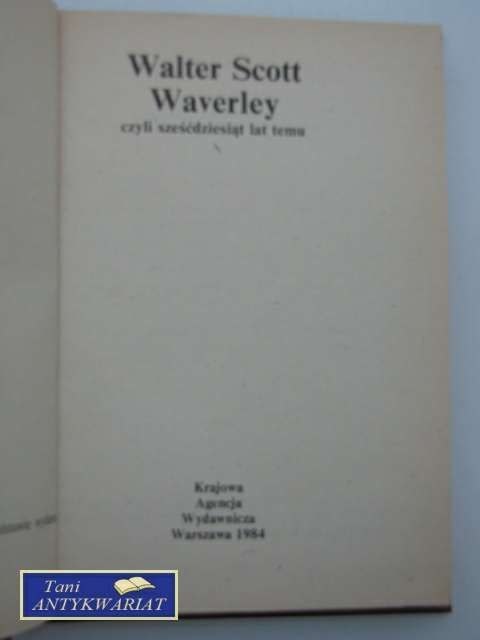 Walter Scott
Waverley
czyli sześćdziesiąt lat temu
Krajowa
Agencja
Wydawnicza
Warszawa 1984
Tani
ANTYKWARIAT